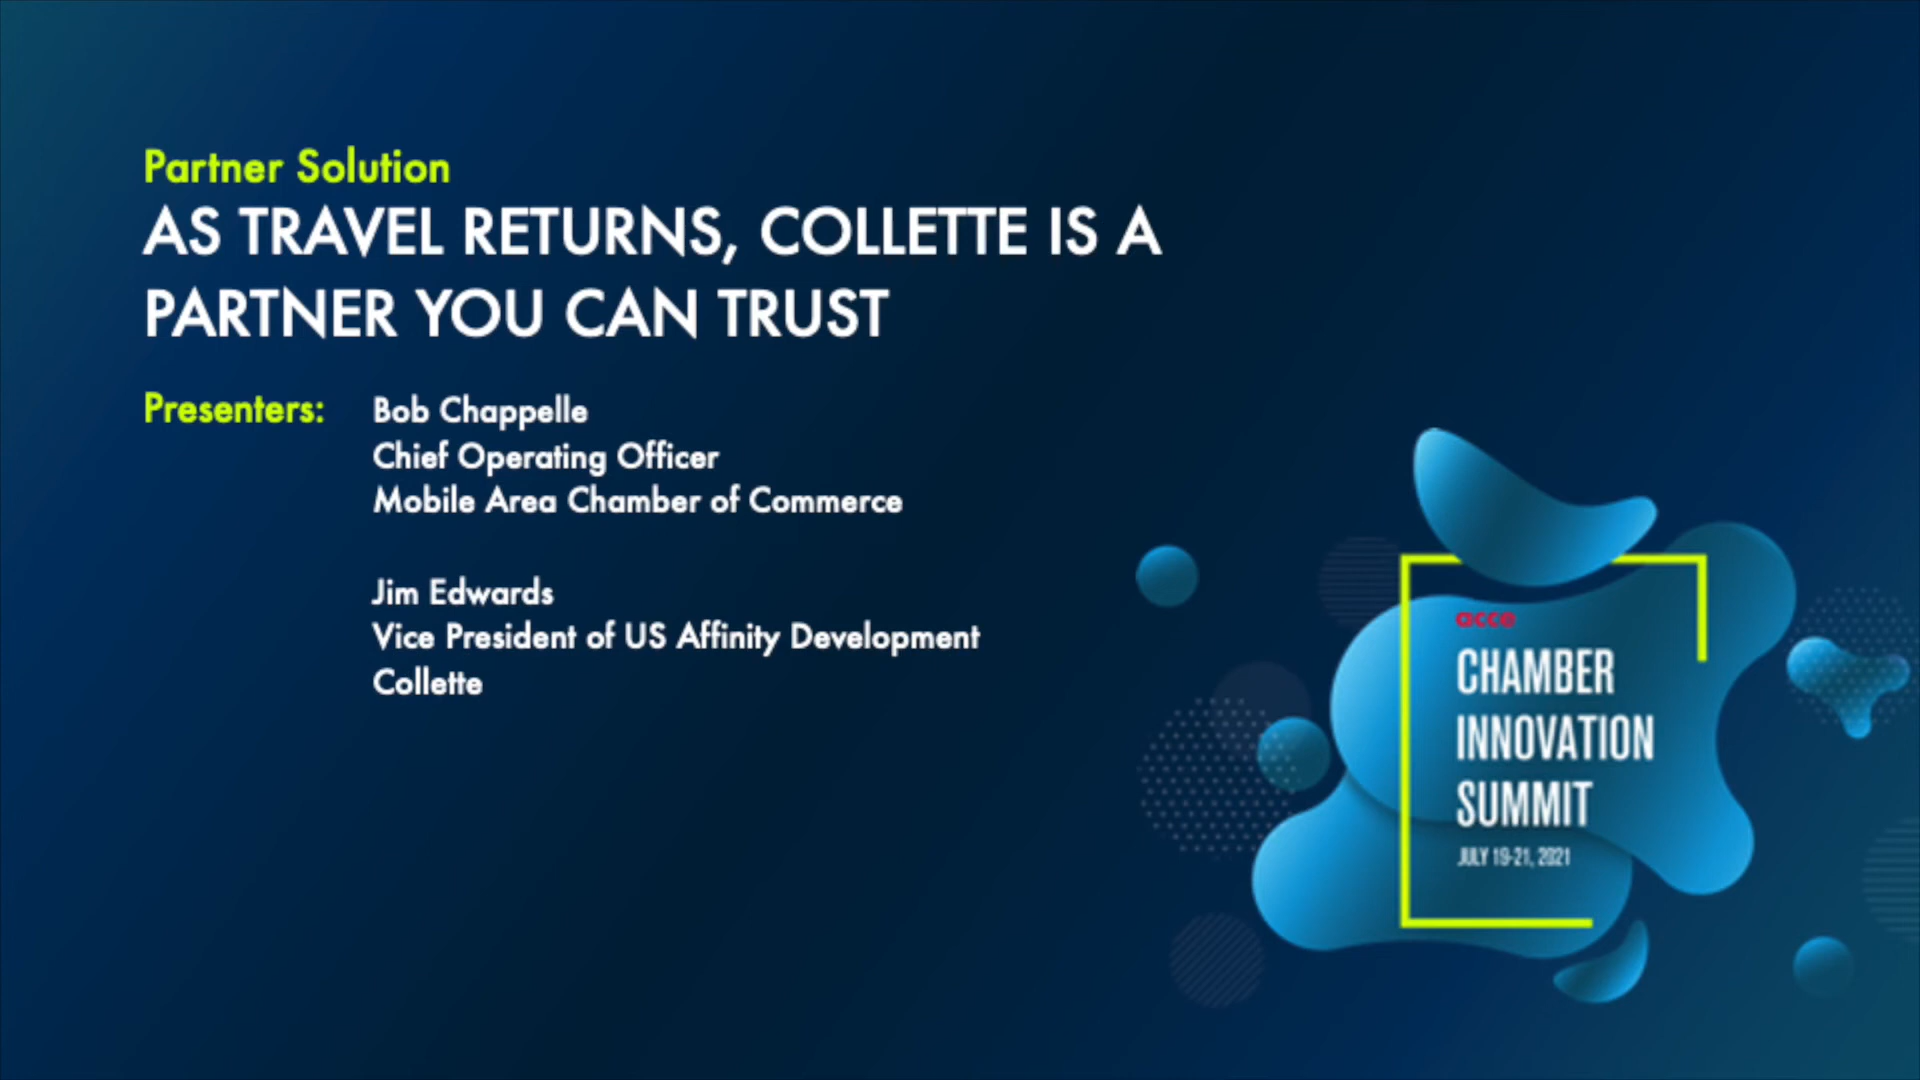 Partner Solution
AS TRAVEL RETURNS, COLLETTE IS A
PARTNER YOU CAN TRUST
Presenters:
Bob Chappelle
Chief Operating Officer
Mobile Area Chamber of Commerce
Jim Edwards
Vice President of US Affinity Development
Collette
acce
CHAMBER
INNOVATION
SUMMIT
JULY 19-21, 2021